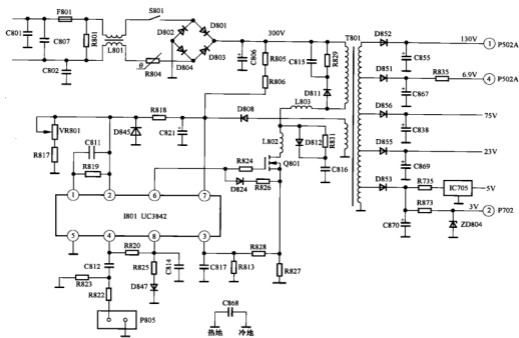 F801
S801
C801
C807
R801
L801
C802
D802
D801
D804
D803
R804
300V
C806
R805
R806
C815
R829
D811
T801
L803
D852
130V
1
P502A
C855
D851
R835
6.9V
4
P502A
C867
D856
75V
C838
D855
23V
C869
D853
R735
IC705
5V
R873
3V
2
P702
C870
ZD804
VR801
R817
C811
R819
R818
D845
C821
D808
L802
D812
R831
C816
R824
Q801
D824
R826
1
2
6
7
I801 UC3842
5
4
8
3
R820
C812
R823
R822
R825
C814
D847
C817
R813
R828
R827
P805
C868
热地
冷地